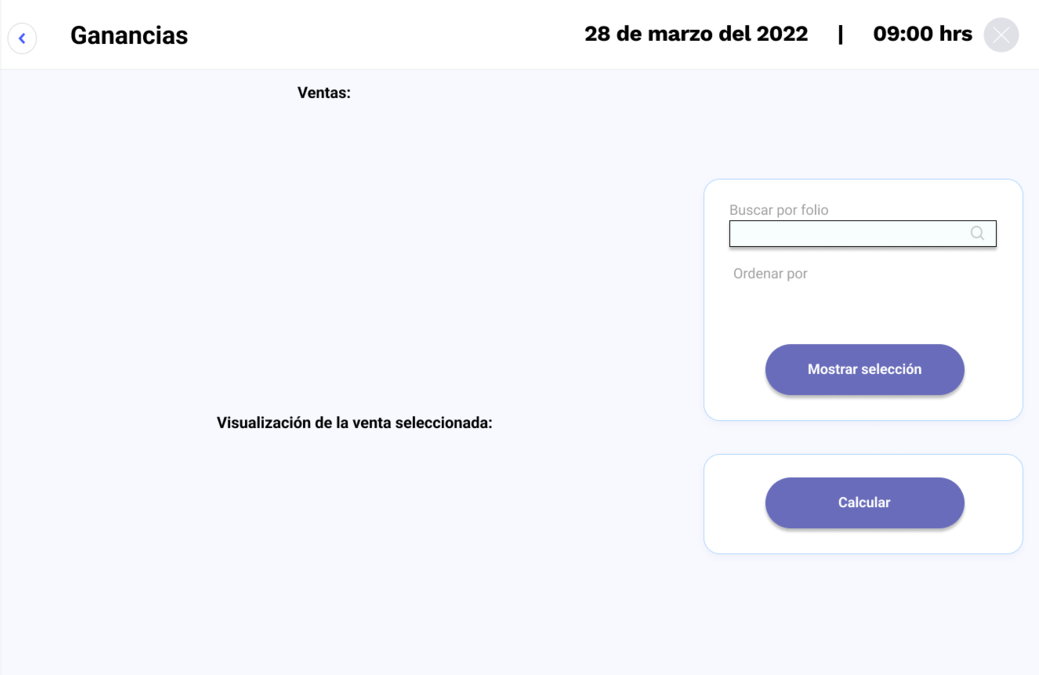 Ganancias
28 de marzo del 2022 | 09:00 hrs
Ventas:
Buscar por folio
Ordenar por
Mostrar selección
Visualización de la venta seleccionada:
Calcular